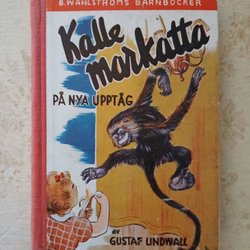 B. WAHLSTRÖMS BARNBÖCKER
Kalle
markatta
PÅ NYA UPPTÅG
av
GUSTAF LINDWALL